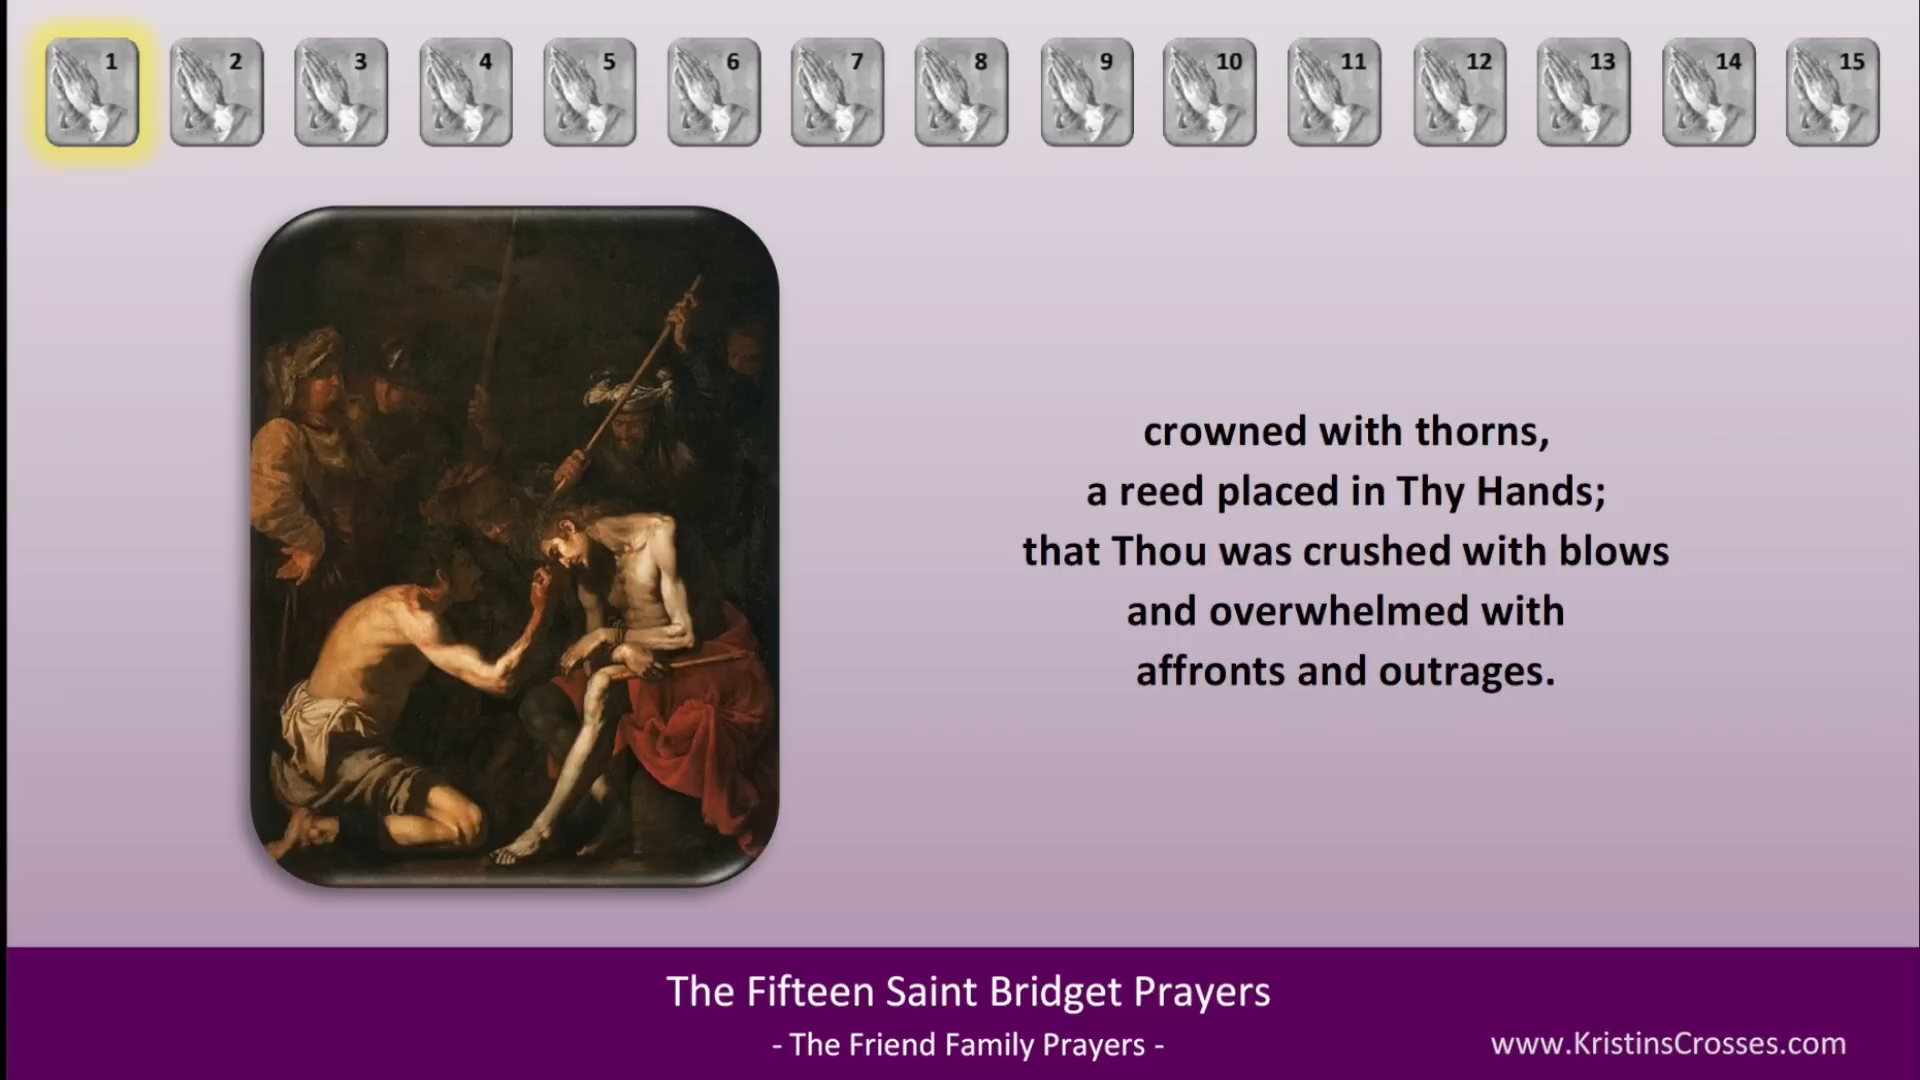 1 2 3 4 5 6 7 8 9 10 11 12 13 14 15
crowned with thorns,
a reed placed in Thy Hands;
that Thou was crushed with blows
and overwhelmed with
affronts and outrages.
The Fifteen Saint Bridget Prayers
- The Friend Family Prayers -
www.KristinsCrosses.com